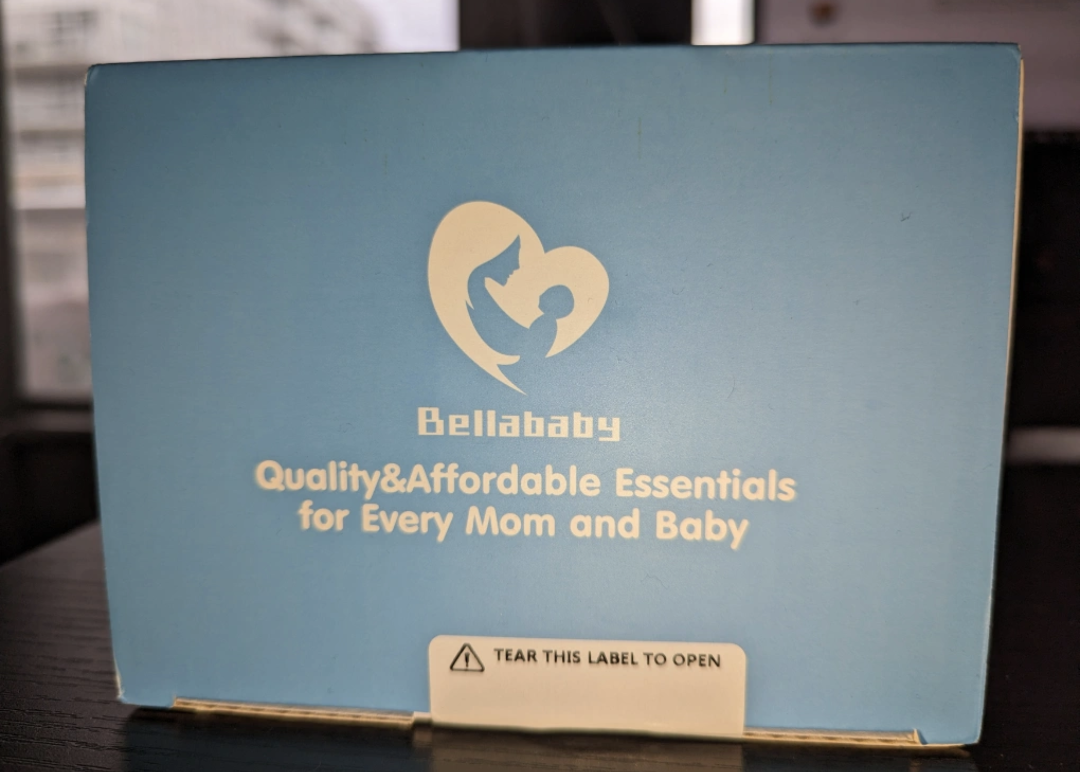 Bellababy
Quality&Affordable Essentials
for Every Mom and Baby
TEAR THIS LABEL TO OPEN